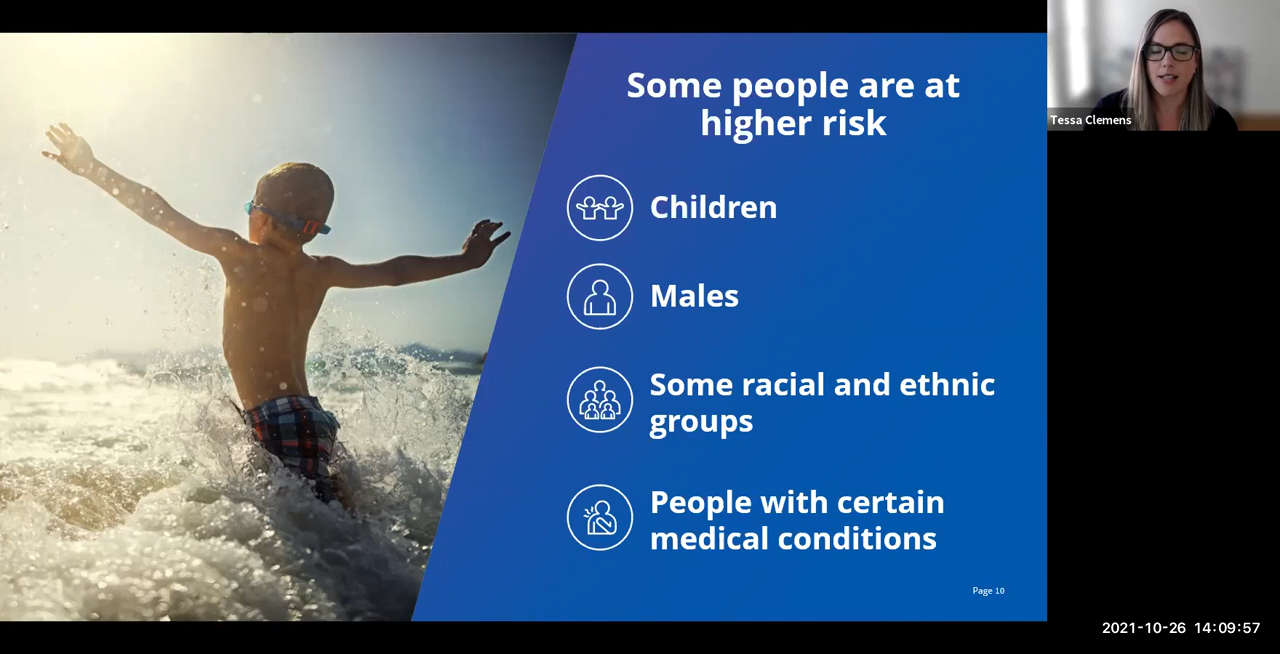 Some people are at
higher risk
Children
Males
Some racial and ethnic
groups
People with certain
medical conditions
Page 10
Tessa Clemens
2021-10-26 14:09:57